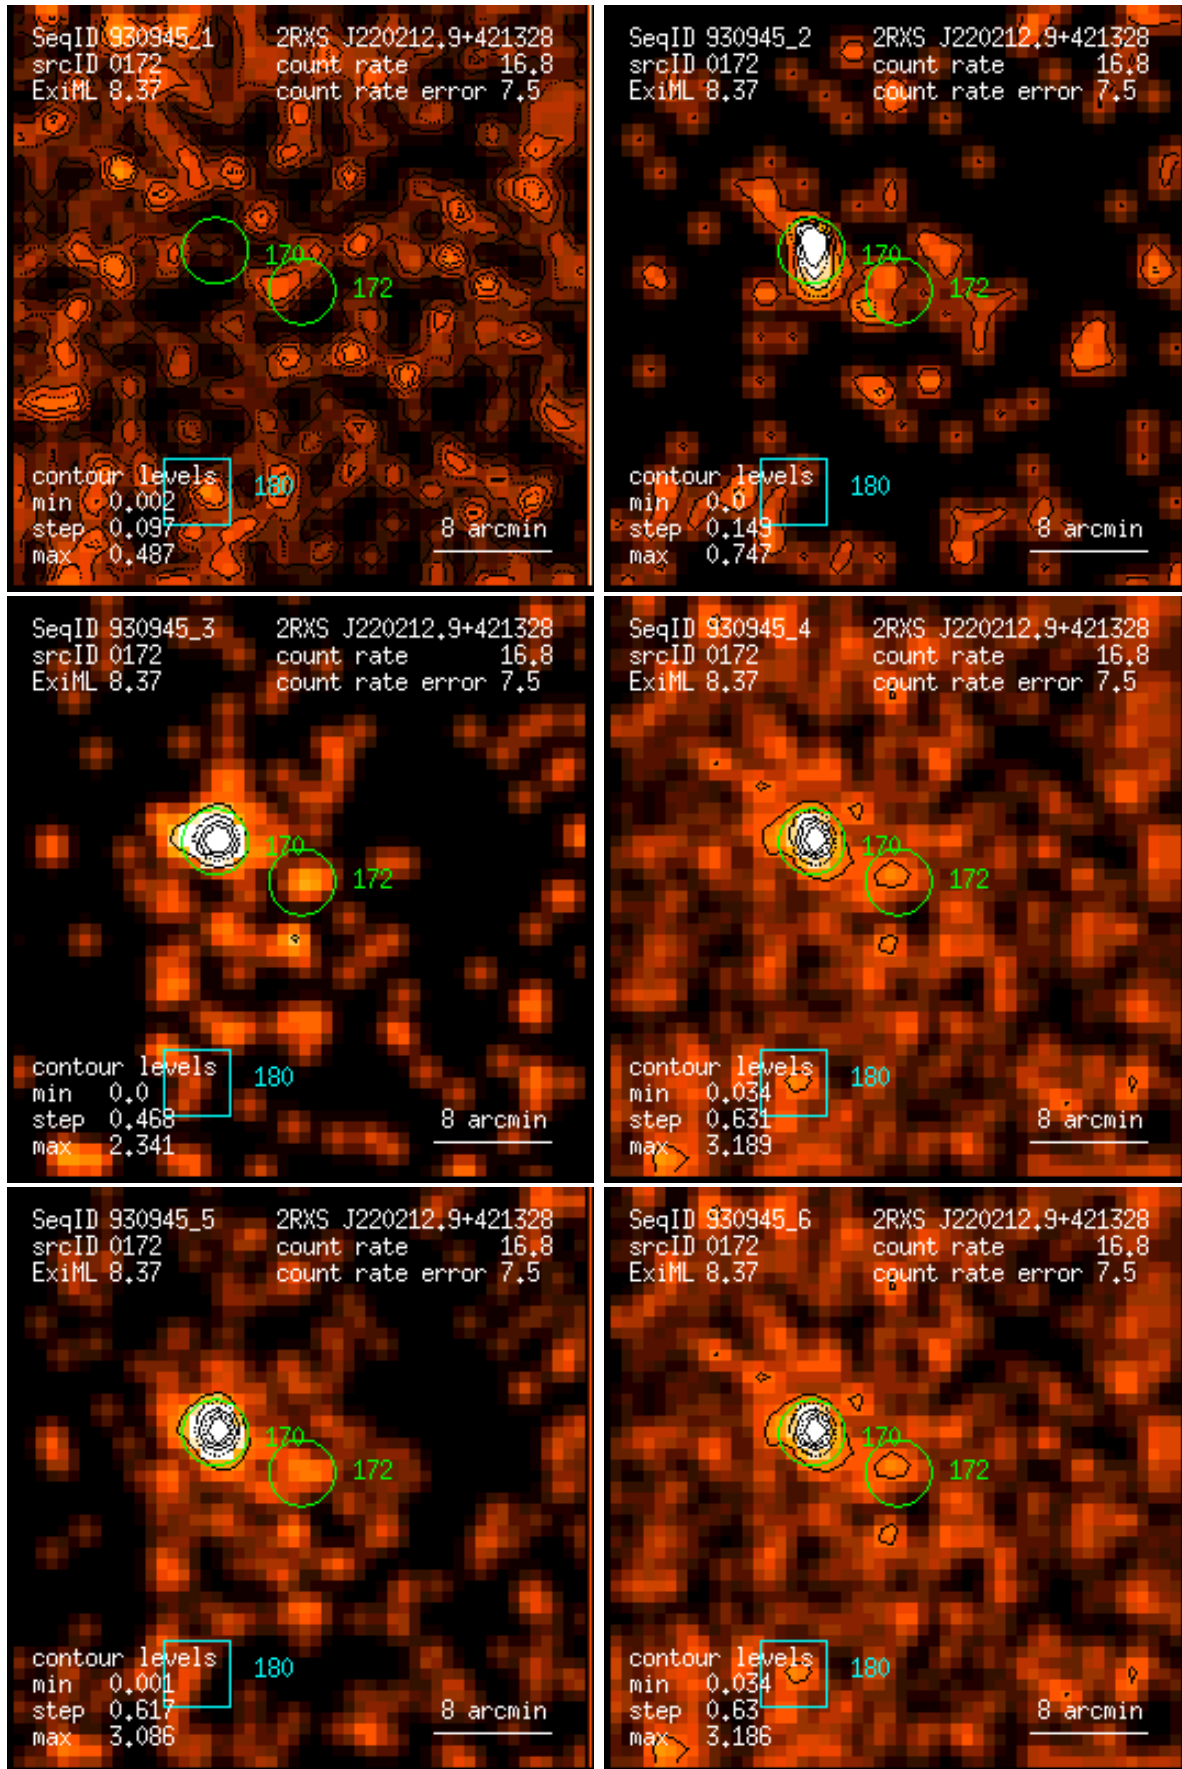 SeqID 930945_1 2RXS J220212.9+421328
srcID 0172 count rate 16.8
ExiML 8.37 count rate error 7.5
170
172
contour levels
180
min 0.002
step 0.097 8 arcmin
max 0.487
SeqID 930945_2 2RXS J220212.9+421328
srcID 0172 count rate 16.8
ExiML 8.37 count rate error 7.5
170
172
contour levels
180
min 0.0
step 0.149 8 arcmin
max 0.747
SeqID 930945_3 2RXS J220212.9+421328
srcID 0172 count rate 16.8
ExiML 8.37 count rate error 7.5
170
172
contour levels
180
min 0.0
step 0.468 8 arcmin
max 2.341
SeqID 930945_4 2RXS J220212.9+421328
srcID 0172 count rate 16.8
ExiML 8.37 count rate error 7.5
170
172
contour levels
180
min 0.034
step 0.631 8 arcmin
max 3.189
SeqID 930945_5 2RXS J220212.9+421328
srcID 0172 count rate 16.8
ExiML 8.37 count rate error 7.5
170
172
contour levels
180
min 0.001
step 0.617 8 arcmin
max 3.086
SeqID 930945_6 2RXS J220212.9+421328
srcID 0172 count rate 16.8
ExiML 8.37 count rate error 7.5
170
172
contour levels
180
min 0.034
step 0.63 8 arcmin
max 3.186